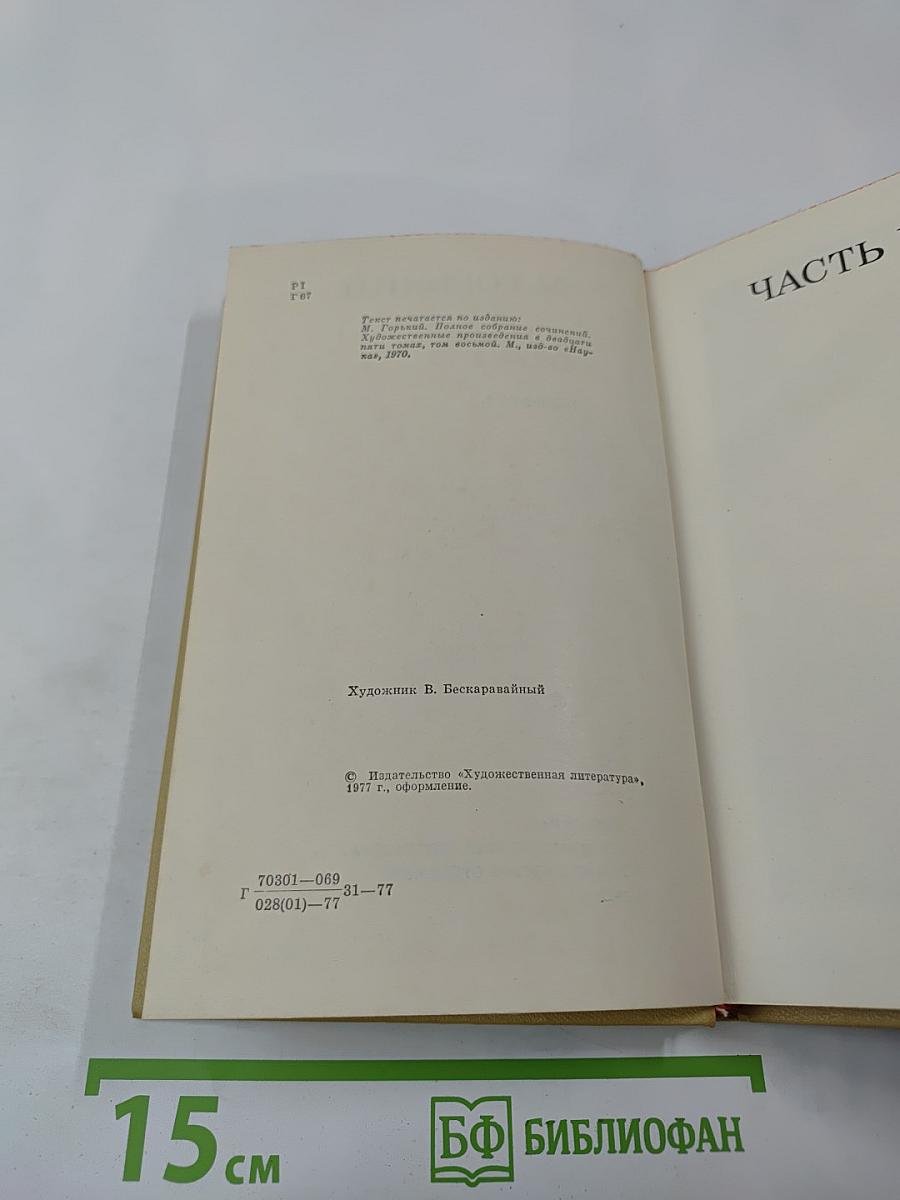 Р1
Г 67
Текст печатается по изданию:
М. Горький. Полное собрание сочинений.
Художественные произведения в двадцати
пяти томах, том восьмой. М., изд-во «Нау-
ка», 1970.
Художник В. Бескаравайный
© Издательство «Художественная литература»,
1977 г., оформление.
Г 70301—069
028(01)—77 31—77
ЧАСТЬ
15 см
БФ БИБЛИОФАН